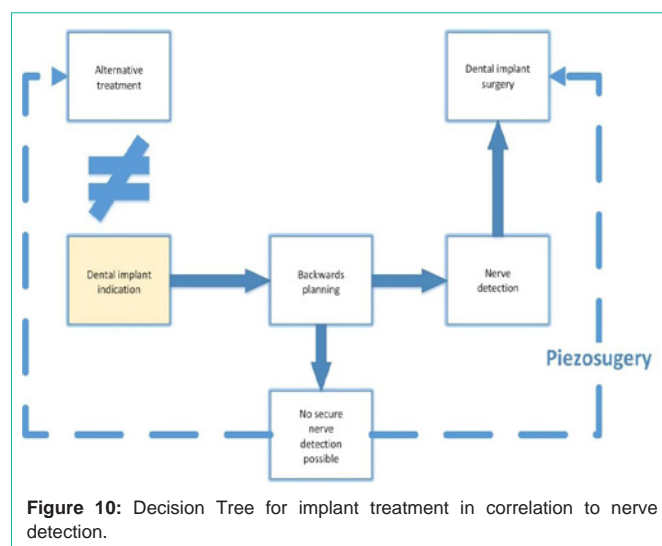 Alternative
treatment
Dental implant
surgery
Dental implant
indication
Backwards
planning
Nerve
detection
Piezosugery
No secure
nerve
detection
possible
Figure 10: Decision Tree for implant treatment in correlation to nerve
detection.